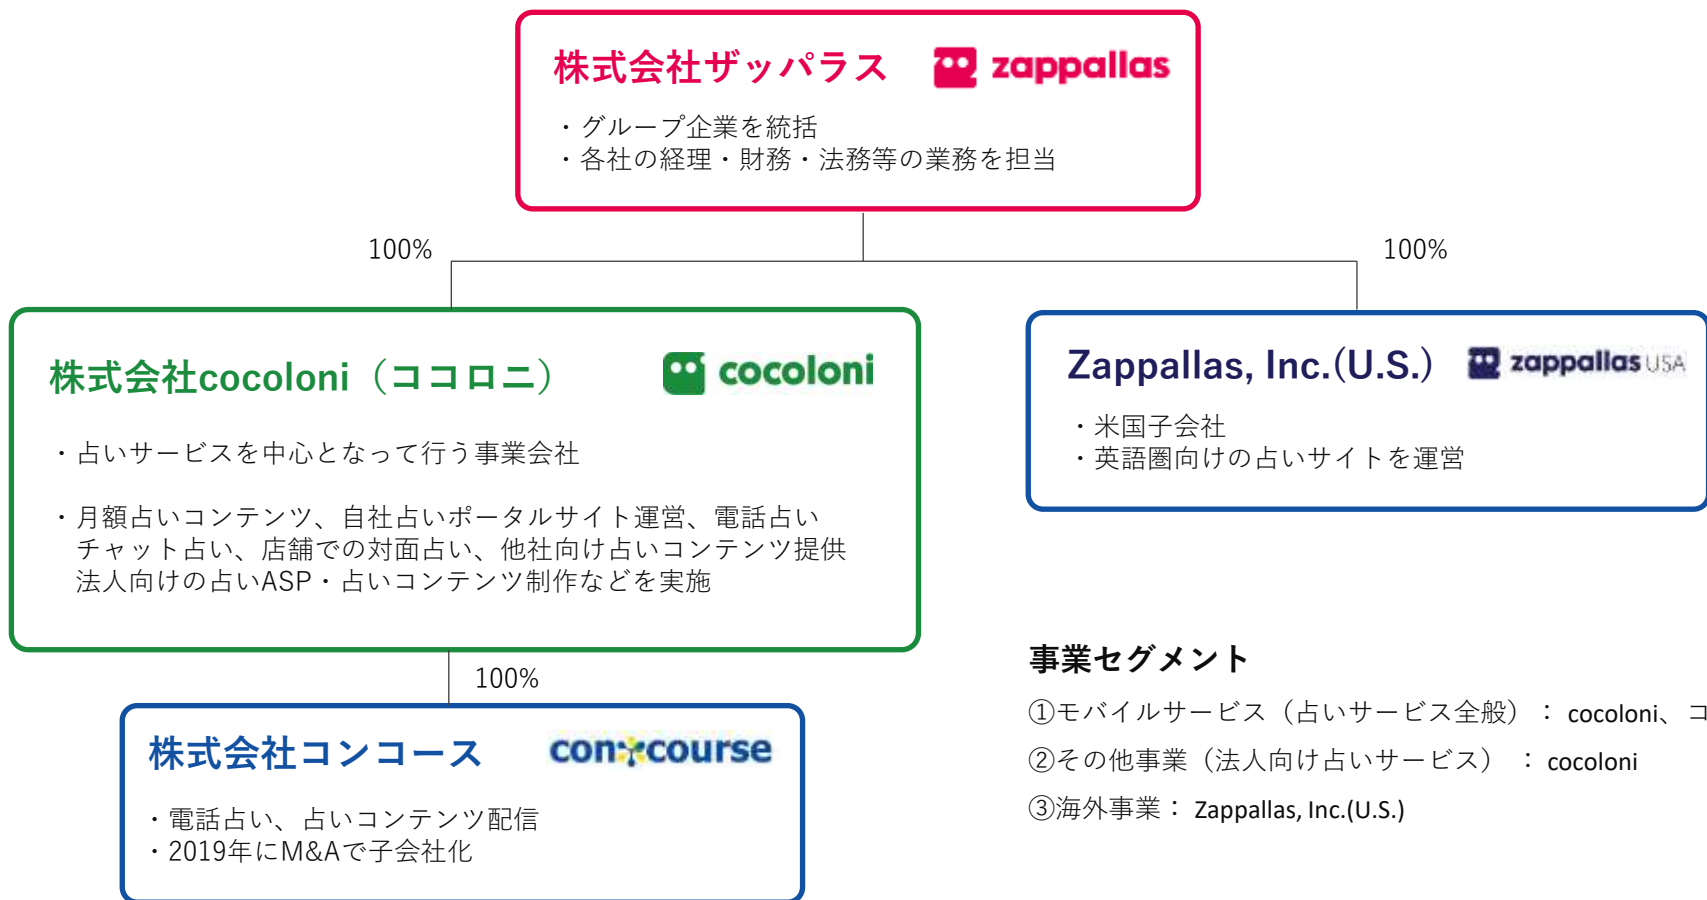 株式会社ザッパラス zappallas
・グループ企業を統括
・各社の経理・財務・法務等の業務を担当
100%
100%
株式会社cocoloni（ココロニ） cocoloni
・占いサービスを中心となって行う事業会社
・月額占いコンテンツ、自社占いポータルサイト運営、電話占い
チャット占い、店舗での対面占い、他社向け占いコンテンツ提供
法人向けの占いASP・占いコンテンツ制作などを実施
Zappallas, Inc.(U.S.) zappallas USA
・米国子会社
・英語圏向けの占いサイトを運営
100%
株式会社コンコース concourse
・電話占い、占いコンテンツ配信
・2019年にM&Aで子会社化
事業セグメント
①モバイルサービス（占いサービス全般）： cocoloni、コ
②その他事業（法人向け占いサービス） ： cocoloni
③海外事業： Zappallas, Inc.(U.S.)